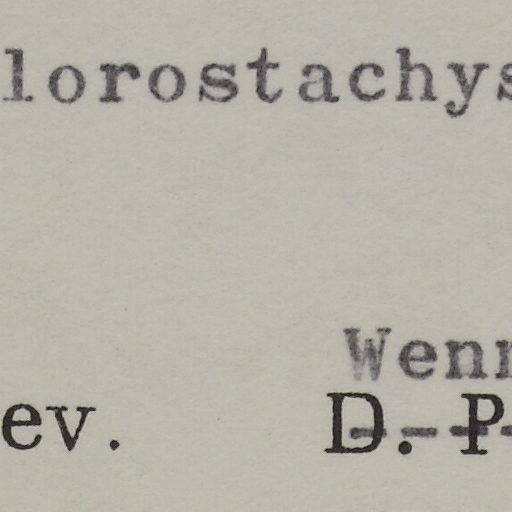 lorostachys
Wenn
ev. D. P